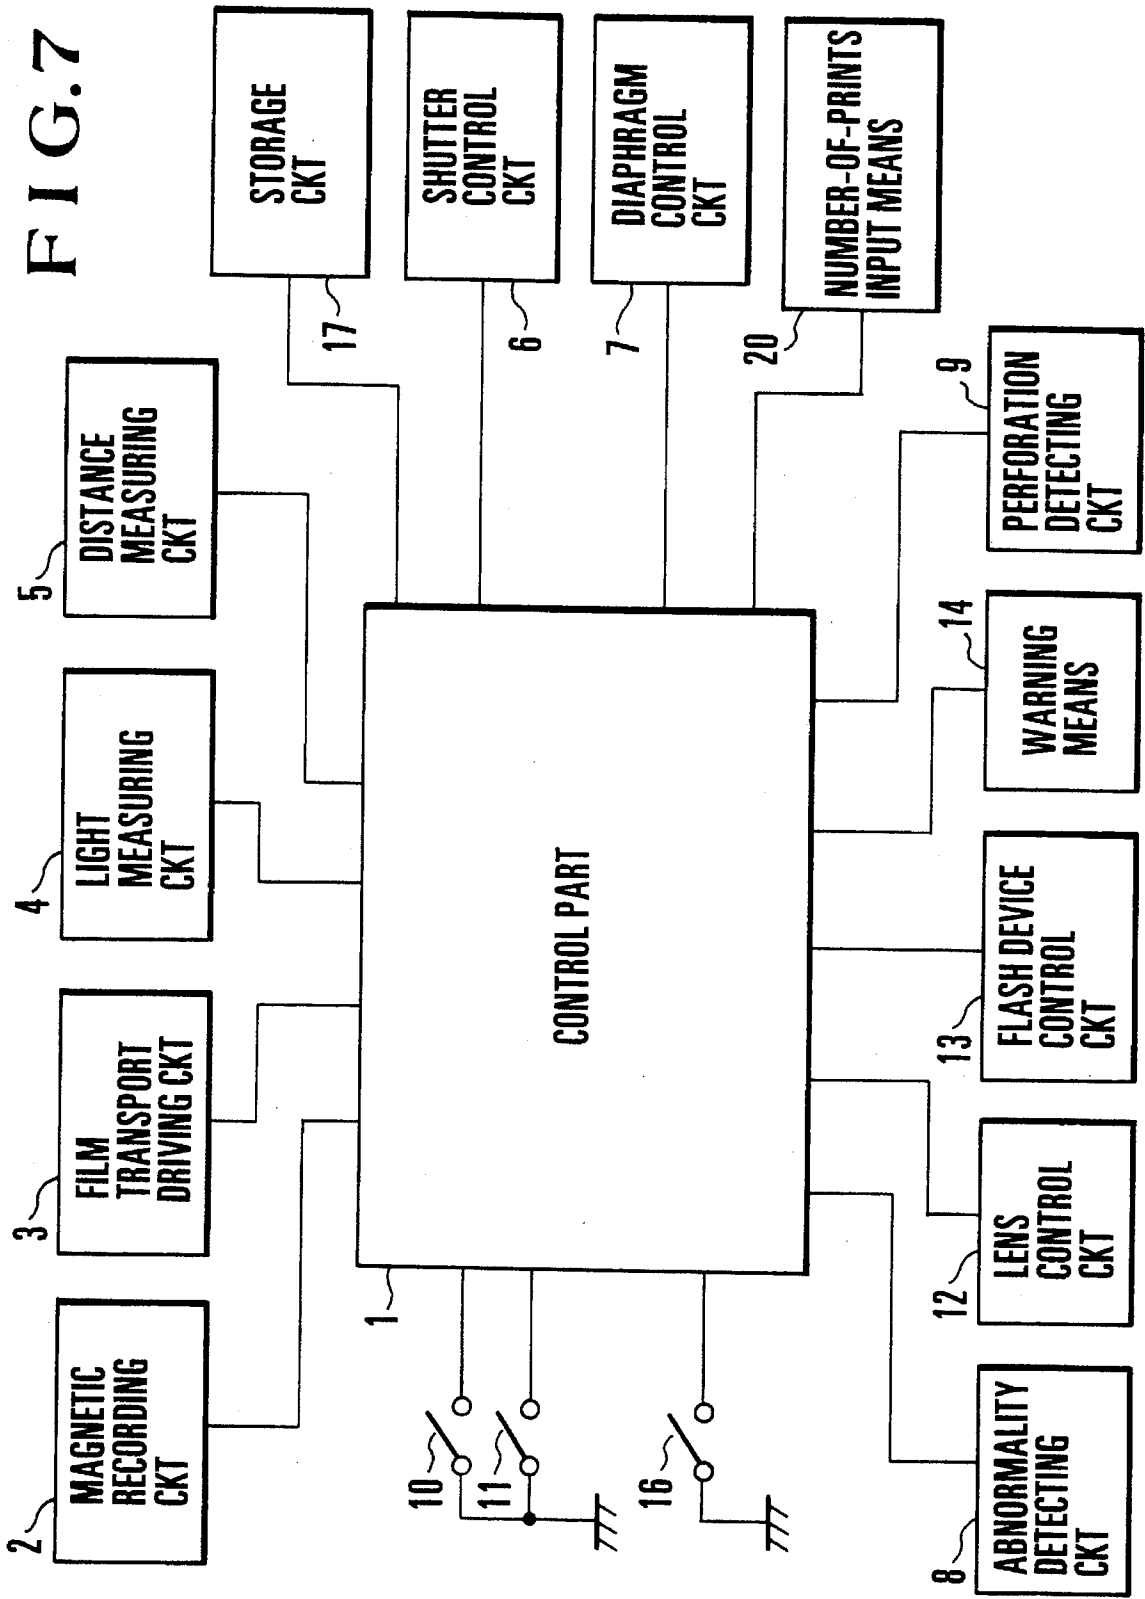 FIG.7
2
MAGNETIC
RECORDING
CKT
3
FILM
TRANSPORT
DRIVING CKT
4
LIGHT
MEASURING
CKT
5
DISTANCE
MEASURING
CKT
STORAGE
CKT
17
SHUTTER
CONTROL
CKT
6
DIAPHRAGM
CONTROL
CKT
7
NUMBER-OF-PRINTS
INPUT MEANS
20
1
CONTROL PART
10
11
16
8
ABNORMALITY
DETECTING
CKT
12
LENS
CONTROL
CKT
13
FLASH DEVICE
CONTROL
CKT
14
WARNING
MEANS
9
PERFORATION
DETECTING
CKT